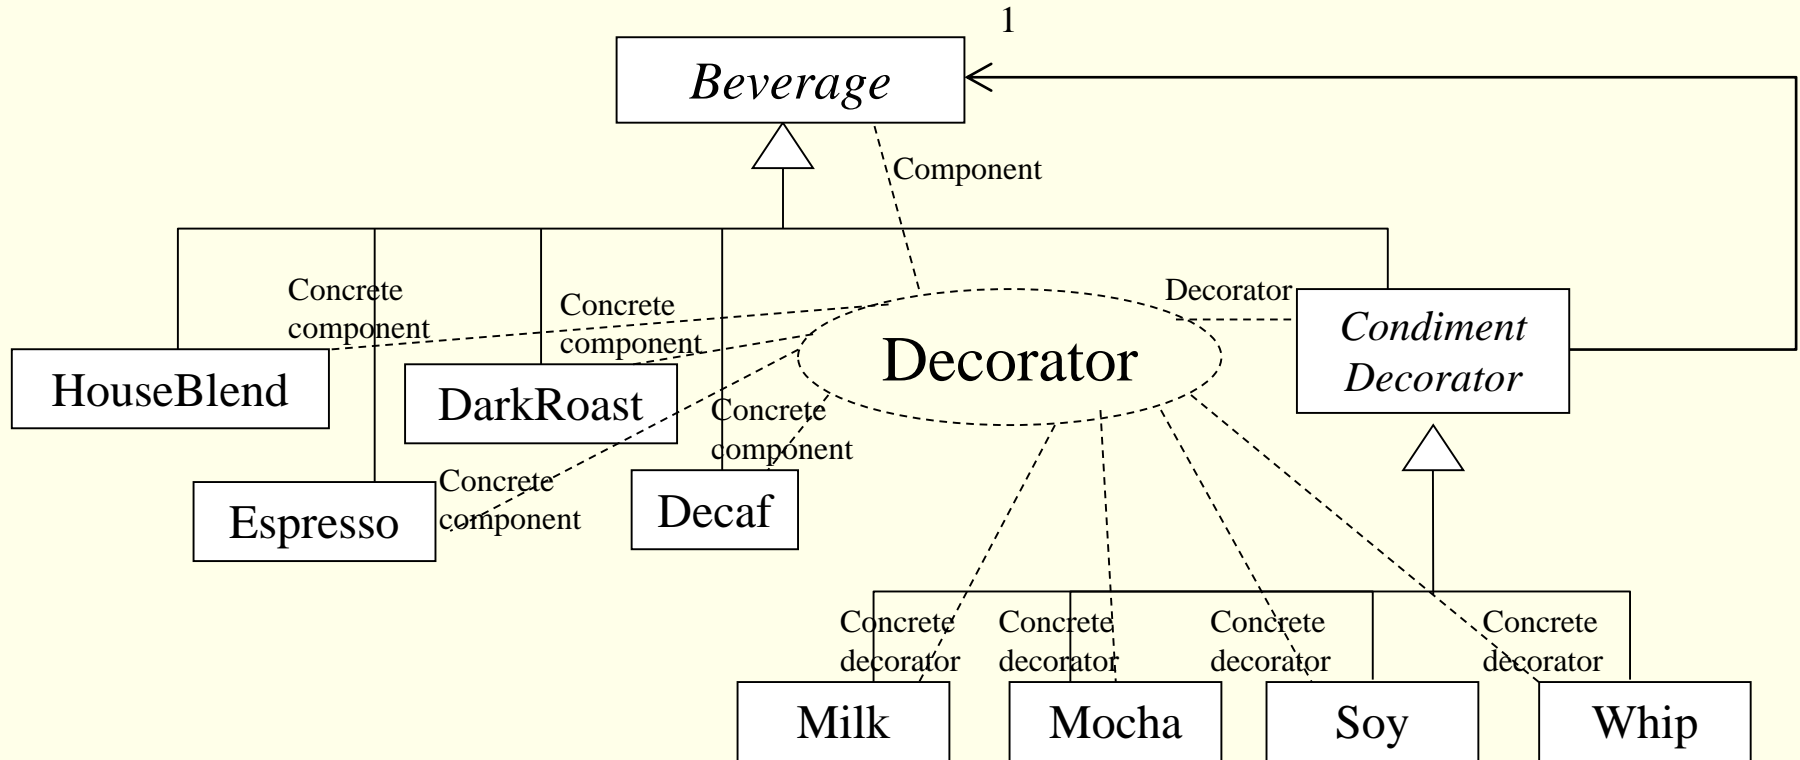 1
Beverage
Component
Concrete
component
Concrete
component
Decorator
Condiment
Decorator
Decorator
HouseBlend
DarkRoast
Concrete
component
Concrete
component
Espresso
Decaf
Concrete
decorator
Concrete
decorator
Concrete
decorator
Concrete
decorator
Milk
Mocha
Soy
Whip